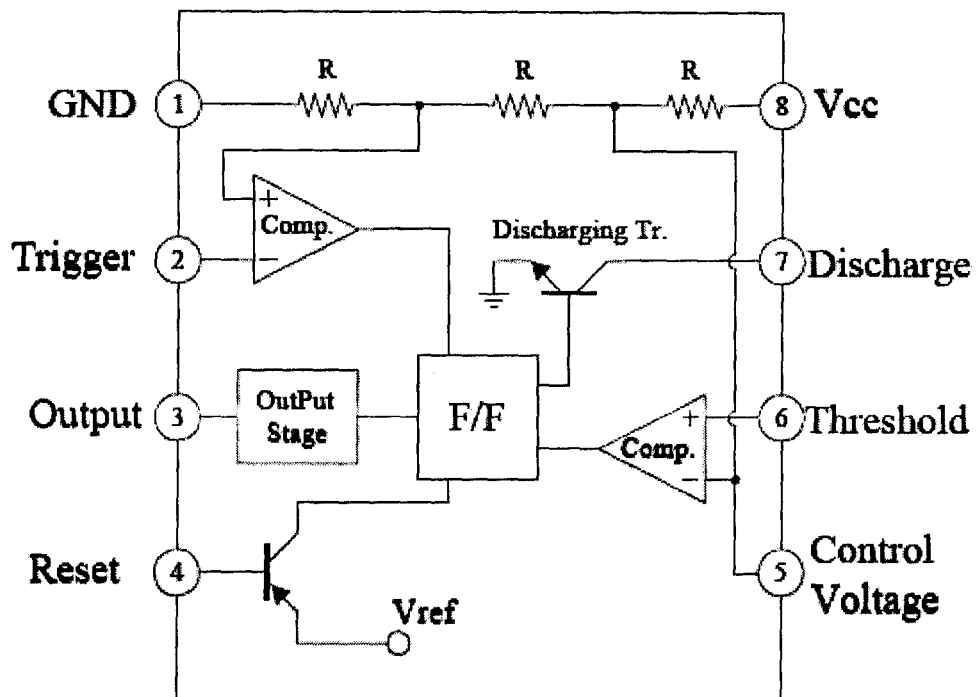 R
R
R
GND
1
8
Vcc
+
Comp.
−
Trigger
2
Discharging Tr.
7
Discharge
Output
3
OutPut
Stage
F/F
+
Comp.
−
6
Threshold
Reset
4
Vref
5
Control
Voltage